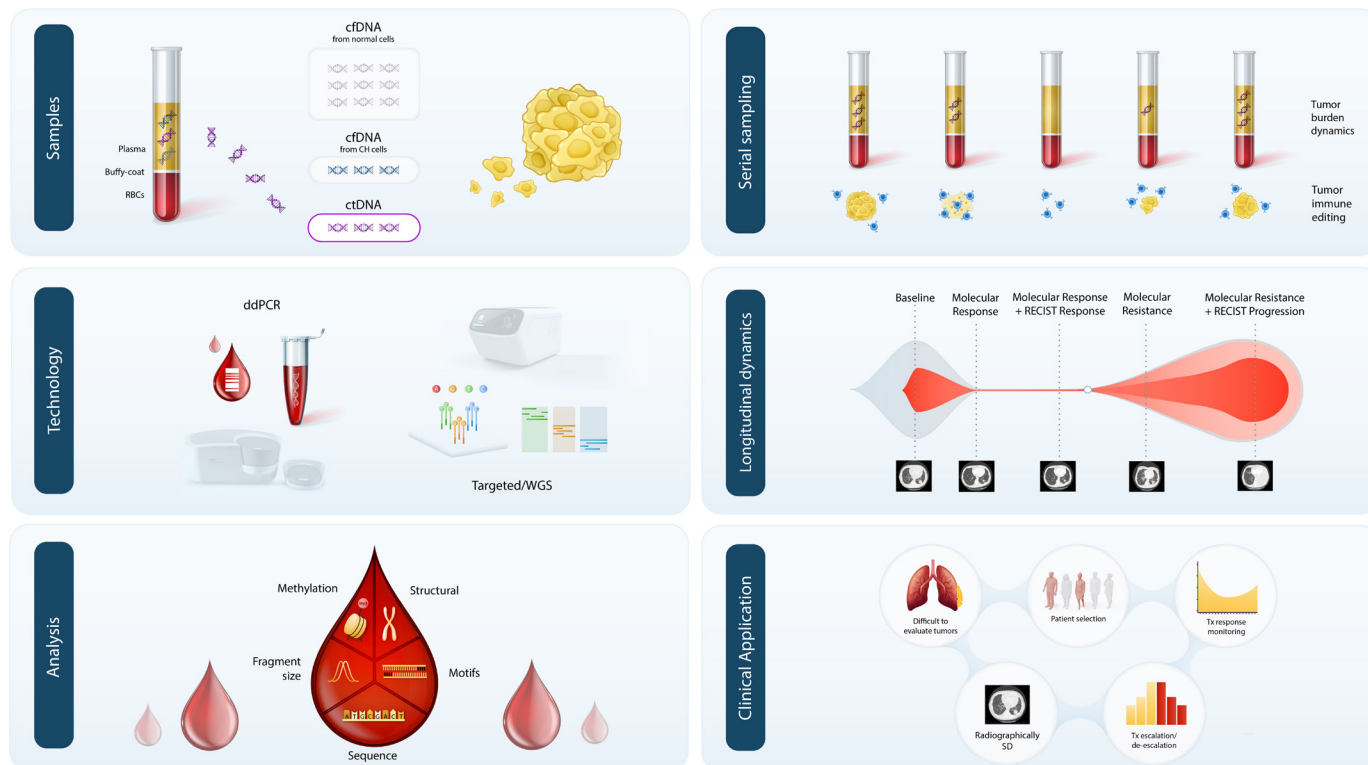 Samples
cfDNA
from normal cells
cfDNA
from CH cells
ctDNA
Plasma
Buffy-coat
RBCs
Serial sampling
Tumor
burden
dynamics
Tumor
immune
editing
Technology
ddPCR
Targeted/WGS
Longitudinal dynamics
Baseline
Molecular
Response
Molecular Response
+ RECIST Response
Molecular
Resistance
Molecular Resistance
+ RECIST Progression
Analysis
Methylation
Structural
Fragment
size
Motifs
ATGCGACT
Sequence
Clinical Application
Difficult to
evaluate tumors
Patient selection
Tx response
monitoring
Radiographically
SD
Tx escalation/
de-escalation